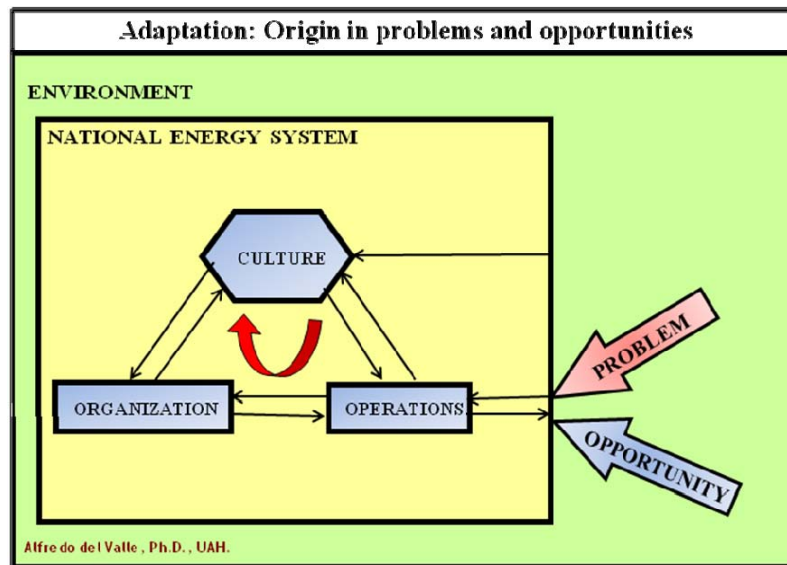 Adaptation: Origin in problems and opportunities
ENVIRONMENT
NATIONAL ENERGY SYSTEM
CULTURE
PROBLEM
ORGANIZATION
OPERATIONS
OPPORTUNITY
Alfredo del Valle, Ph.D., UAH.